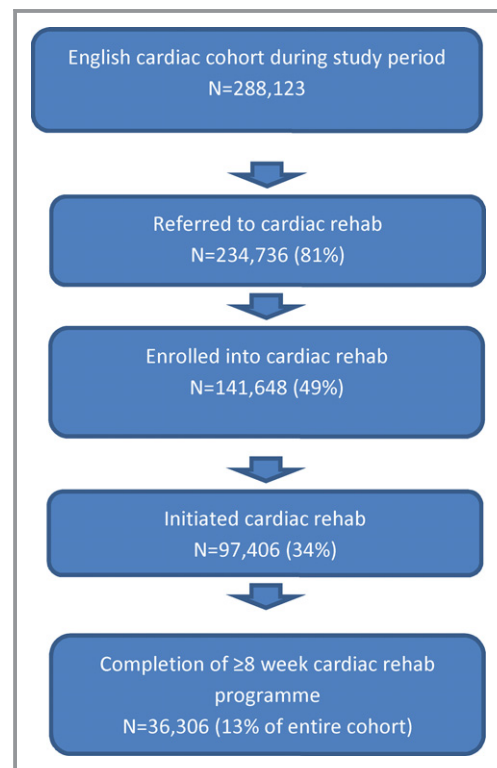 English cardiac cohort during study period
N=288,123
Referred to cardiac rehab
N=234,736 (81%)
Enrolled into cardiac rehab
N=141,648 (49%)
Initiated cardiac rehab
N=97,406 (34%)
Completion of ≥8 week cardiac rehab
programme
N=36,306 (13% of entire cohort)